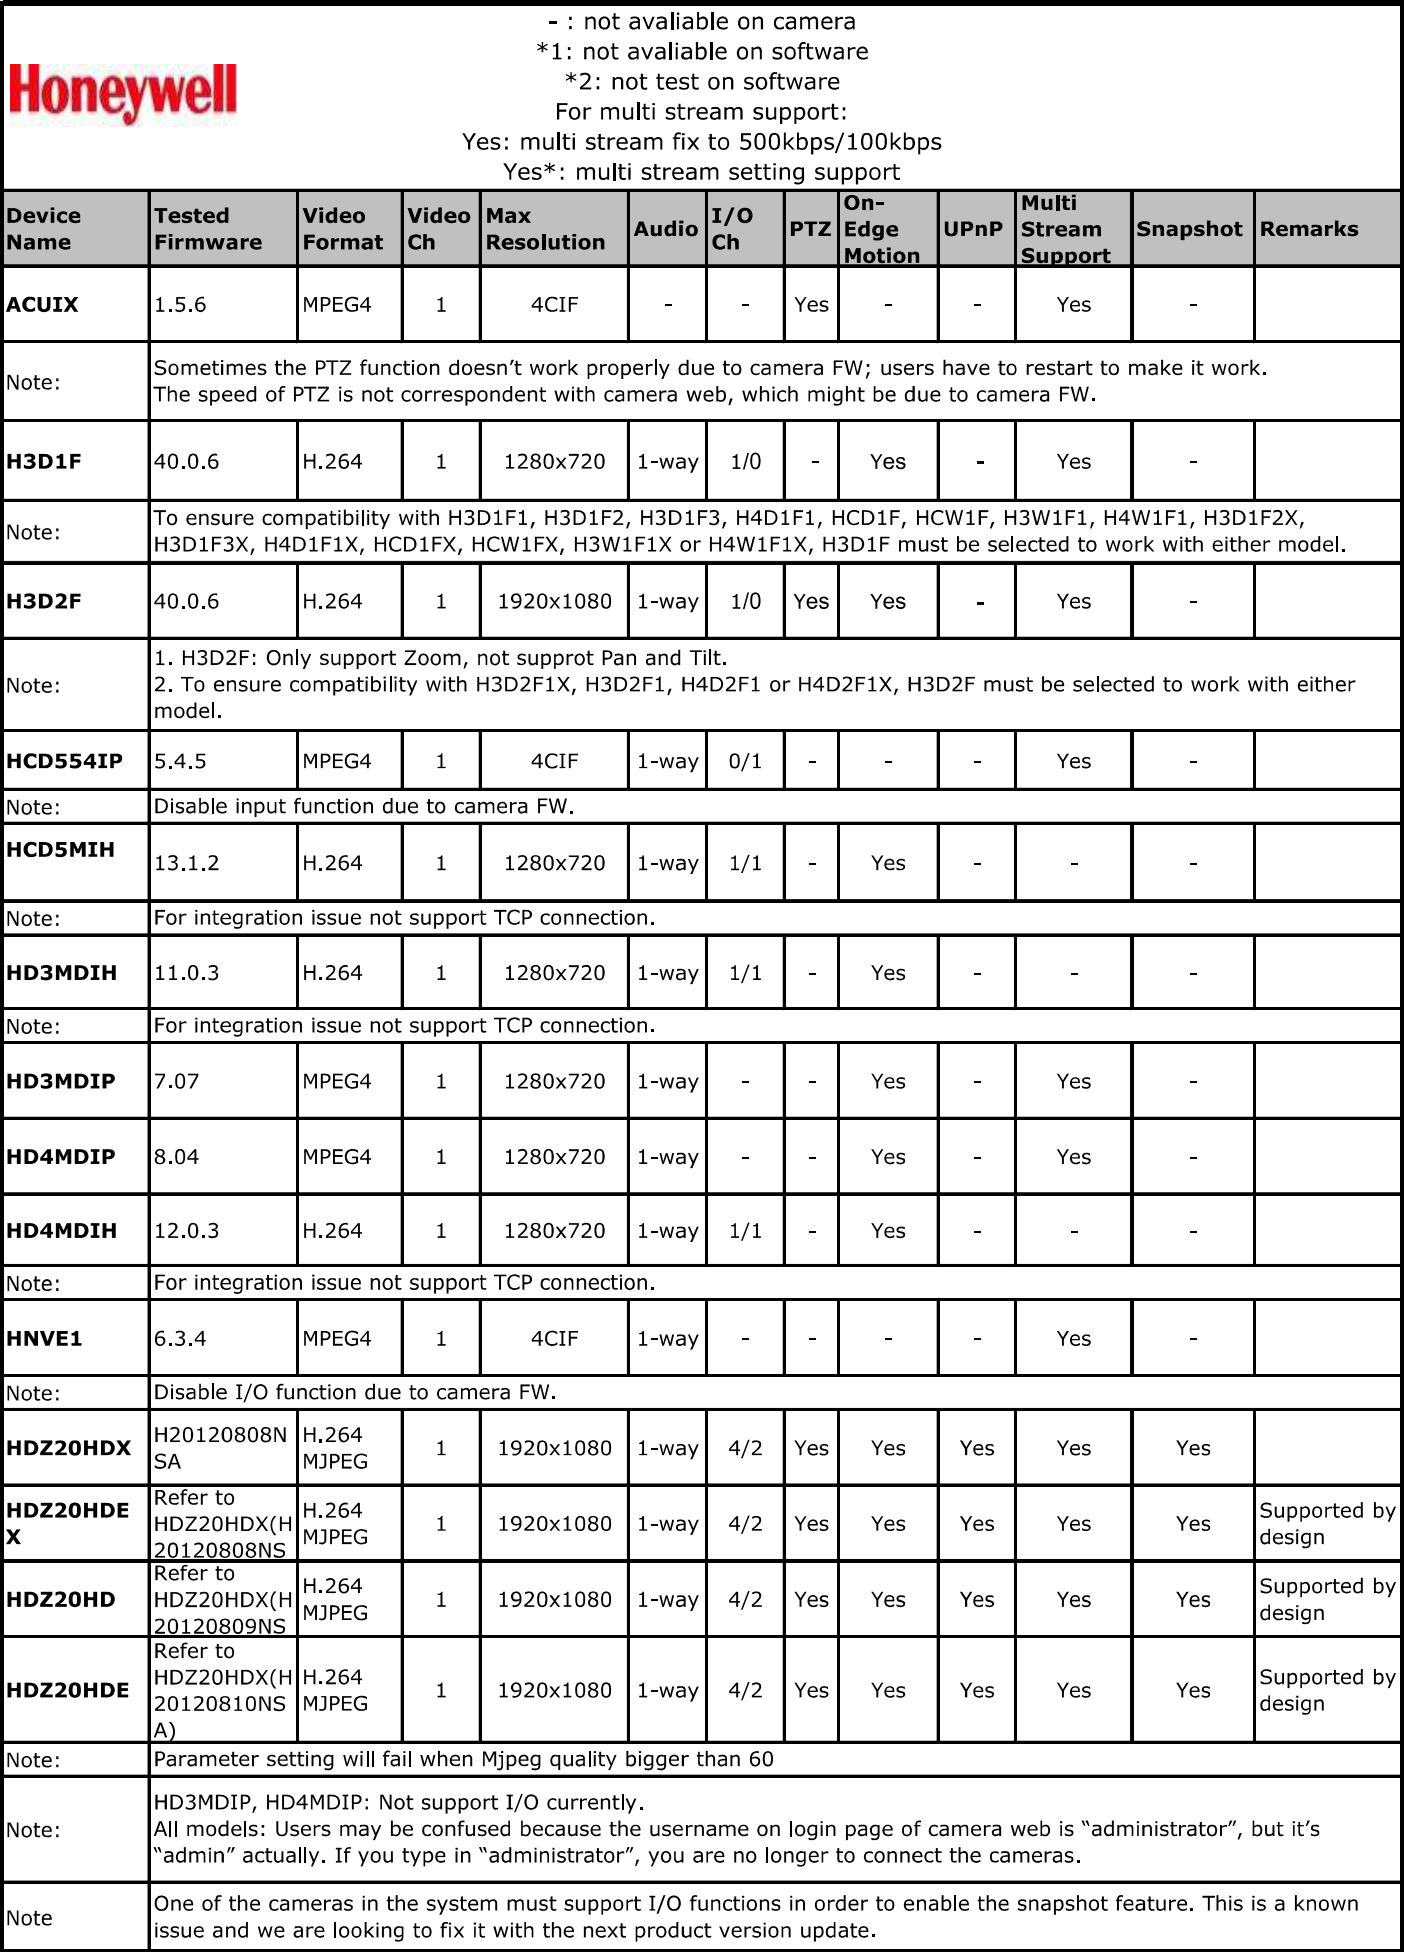 Honeywell
- : not avaliable on camera
*1: not avaliable on software
*2: not test on software
For multi stream support:
Yes: multi stream fix to 500kbps/100kbps
Yes*: multi stream setting support
Device Name Tested Firmware Video Format Video Ch Max Resolution Audio I/O Ch PTZ On-Edge Motion UPnP Multi Stream Support Snapshot Remarks
ACUIX 1.5.6 MPEG4 1 4CIF - - Yes - - Yes -
Note: Sometimes the PTZ function doesn't work properly due to camera FW; users have to restart to make it work.
The speed of PTZ is not correspondent with camera web, which might be due to camera FW.
H3D1F 40.0.6 H.264 1 1280x720 1-way 1/0 - Yes - Yes -
Note: To ensure compatibility with H3D1F1, H3D1F2, H3D1F3, H4D1F1, HCD1F, HCW1F, H3W1F1, H4W1F1, H3D1F2X,
H3D1F3X, H4D1F1X, HCD1FX, HCW1FX, H3W1F1X or H4W1F1X, H3D1F must be selected to work with either model.
H3D2F 40.0.6 H.264 1 1920x1080 1-way 1/0 Yes Yes - Yes -
Note: 1. H3D2F: Only support Zoom, not supprot Pan and Tilt.
2. To ensure compatibility with H3D2F1X, H3D2F1, H4D2F1 or H4D2F1X, H3D2F must be selected to work with either
model.
HCD554IP 5.4.5 MPEG4 1 4CIF 1-way 0/1 - - - Yes -
Note: Disable input function due to camera FW.
HCD5MIH 13.1.2 H.264 1 1280x720 1-way 1/1 - Yes - - -
Note: For integration issue not support TCP connection.
HD3MDIH 11.0.3 H.264 1 1280x720 1-way 1/1 - Yes - - -
Note: For integration issue not support TCP connection.
HD3MDIP 7.07 MPEG4 1 1280x720 1-way - - Yes - Yes -
HD4MDIP 8.04 MPEG4 1 1280x720 1-way - - Yes - Yes -
HD4MDIH 12.0.3 H.264 1 1280x720 1-way 1/1 - Yes - - -
Note: For integration issue not support TCP connection.
HNVE1 6.3.4 MPEG4 1 4CIF 1-way - - - - Yes -
Note: Disable I/O function due to camera FW.
HDZ20HDX H20120808N SA H.264 MJPEG 1 1920x1080 1-way 4/2 Yes Yes Yes Yes Yes
HDZ20HDE X Refer to HDZ20HDX(H 20120808NS H.264 MJPEG 1 1920x1080 1-way 4/2 Yes Yes Yes Yes Yes Supported by design
HDZ20HD Refer to HDZ20HDX(H 20120809NS H.264 MJPEG 1 1920x1080 1-way 4/2 Yes Yes Yes Yes Yes Supported by design
HDZ20HDE Refer to HDZ20HDX(H 20120810NS A) H.264 MJPEG 1 1920x1080 1-way 4/2 Yes Yes Yes Yes Yes Supported by design
Note: Parameter setting will fail when Mjpeg quality bigger than 60
Note: HD3MDIP, HD4MDIP: Not support I/O currently.
All models: Users may be confused because the username on login page of camera web is “administrator”, but it's
“admin” actually. If you type in “administrator”, you are no longer to connect the cameras.
Note One of the cameras in the system must support I/O functions in order to enable the snapshot feature. This is a known
issue and we are looking to fix it with the next product version update.